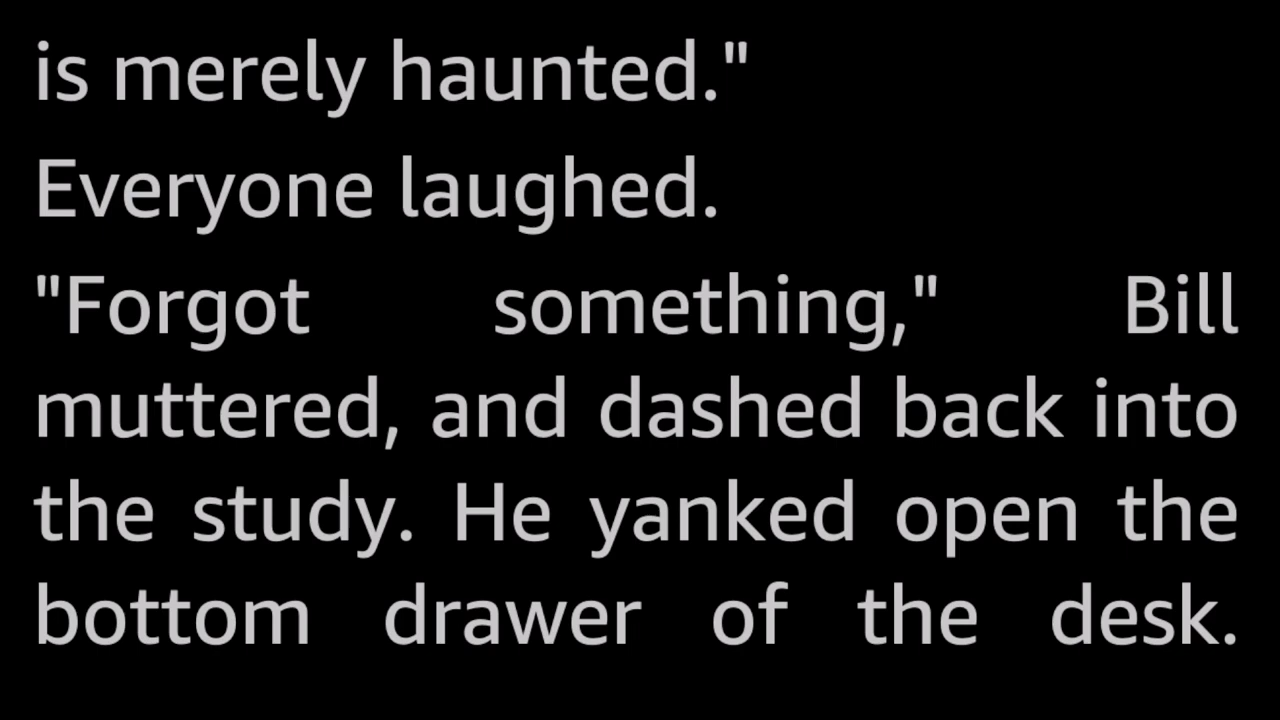 is merely haunted."
Everyone laughed.
"Forgot something," Bill
muttered, and dashed back into
the study. He yanked open the
bottom drawer of the desk.